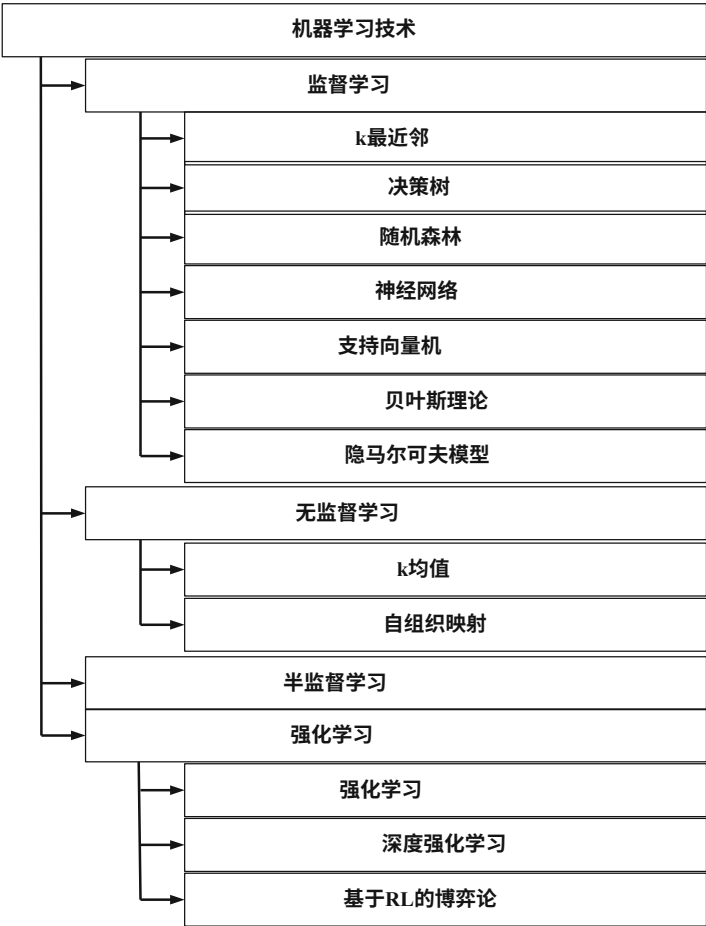 机器学习技术
监督学习
k最近邻
决策树
随机森林
神经网络
支持向量机
贝叶斯理论
隐马尔可夫模型
无监督学习
k均值
自组织映射
半监督学习
强化学习
强化学习
深度强化学习
基于RL的博弈论